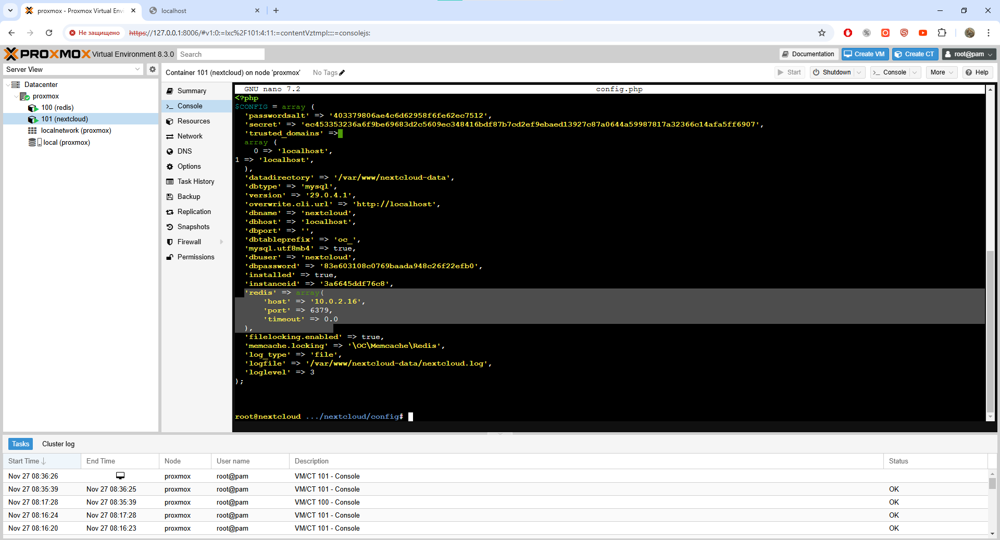 proxmox - Proxmox Virtual Envi
localhost
Не защищено
https://127.0.0.1:8006/#v1:0:=lxc%2F101:4:11:=contentVztmpl::::=consolejs:
PROXMOX Virtual Environment 8.3.0
Search
Documentation
Create VM
Create CT
root@pam
Server View
Container 101 (nextcloud) on node 'proxmox'
No Tags
Start
Shutdown
Console
More
Help
Datacenter
proxmox
100 (redis)
101 (nextcloud)
localnetwork (proxmox)
local (proxmox)
Summary
Console
Resources
Network
DNS
Options
Task History
Backup
Replication
Snapshots
Firewall
Permissions
GNU nano 7.2 config.php
<?php
$CONFIG = array (
'passwordsalt' => '403379806ae4c6d62958f6fe62ec7512',
'secret' => 'ec453353236a6f9be69683d2c5609ec348416bdf87b7cd2ef9ebaed13927c87a0644a59987817a32366c14afa5ff6907',
'trusted_domains' =>
array (
0 => 'localhost',
1 => 'localhost',
),
'datadirectory' => '/var/www/nextcloud-data',
'dbtype' => 'mysql',
'version' => '29.0.4.1',
'overwrite.cli.url' => 'http://localhost',
'dbname' => 'nextcloud',
'dbhost' => 'localhost',
'dbport' => '',
'dbtableprefix' => 'oc_',
'mysql.utf8mb4' => true,
'dbuser' => 'nextcloud',
'dbpassword' => '83e603108c0769baada948c26f22efb0',
'installed' => true,
'instanceid' => '3a6645ddf76c8',
'redis' => array(
'host' => '10.0.2.16',
'port' => 6379,
'timeout' => 0.0
),
'filelocking.enabled' => true,
'memcache.locking' => '\OC\Memcache\Redis',
'log_type' => 'file',
'logfile' => '/var/www/nextcloud-data/nextcloud.log',
'loglevel' => 3
);
root@nextcloud .../nextcloud/config#
Tasks
Cluster log
Start Time End Time Node User name Description Status
Nov 27 08:36:26 proxmox root@pam VM/CT 101 - Console
Nov 27 08:35:39 Nov 27 08:36:25 proxmox root@pam VM/CT 101 - Console OK
Nov 27 08:17:28 Nov 27 08:35:39 proxmox root@pam VM/CT 100 - Console OK
Nov 27 08:16:24 Nov 27 08:17:28 proxmox root@pam VM/CT 101 - Console OK
Nov 27 08:16:20 Nov 27 08:16:23 proxmox root@pam VM/CT 101 - Console OK